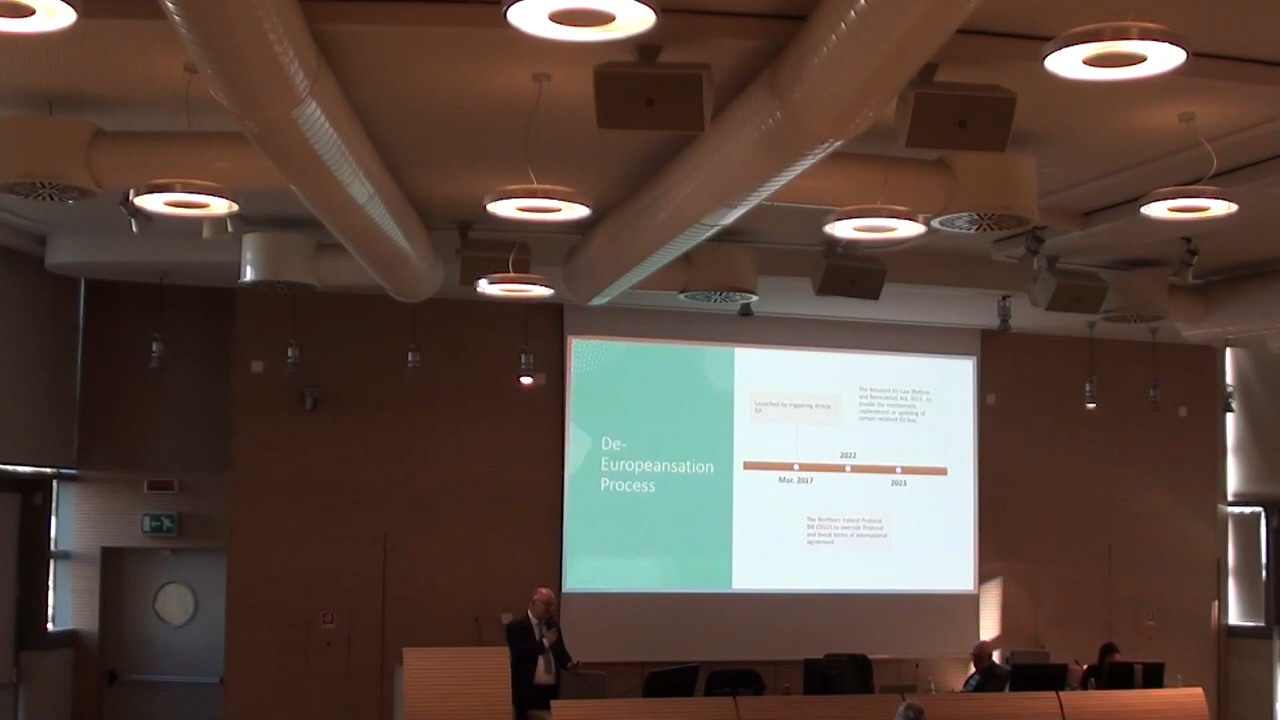 De-
Europeansation
Process
Launched by triggering Article
50
The Retained EU Law (Reform
and Revocation) Act, 2023 to
enable the restatement,
replacement or updating of
certain retained EU law.
2022
Mar. 2017
2023
The Northern Ireland Protocol
Bill (2022) to override Protocol
and break terms of international
agreement